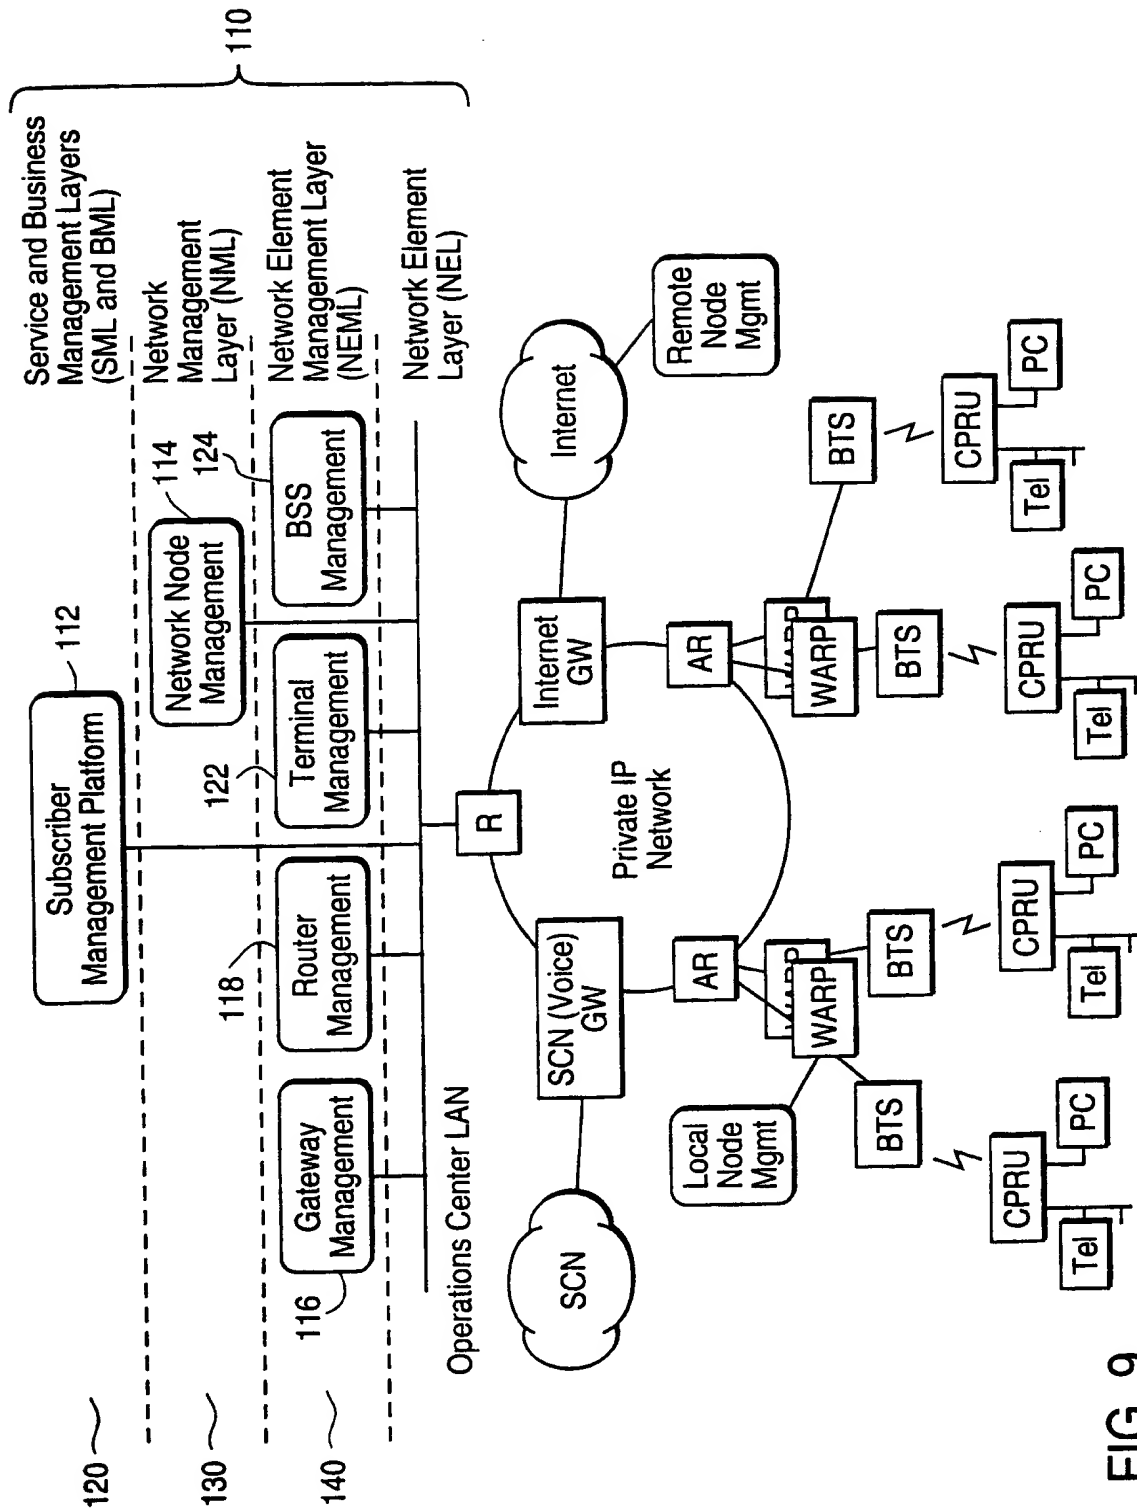 110
Service and Business
Management Layers
(SML and BML)
Network
Management
Layer (NML)
Network Element
Management Layer
(NEML)
Network Element
Layer (NEL)
120
130
140
112
Subscriber
Management Platform
114
Network Node
Management
116
Gateway
Management
118
Router
Management
122
Terminal
Management
124
BSS
Management
Operations Center LAN
R
SCN
SCN (Voice)
GW
Private IP
Network
Internet
GW
Internet
Remote
Node
Mgmt
AR
AR
Local
Node
Mgmt
WARP
WARP
WARP
WARP
BTS
BTS
BTS
BTS
CPRU
CPRU
CPRU
CPRU
Tel
PC
Tel
PC
Tel
PC
Tel
PC
FIG. 9